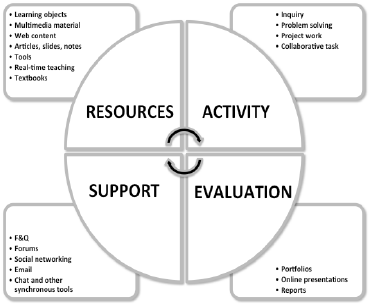 • Learning objects
• Multimedia material
• Web content
• Articles, slides, notes
• Tools
• Real-time teaching
• Textbooks
• Inquiry
• Problem solving
• Project work
• Collaborative task
RESOURCES
ACTIVITY
SUPPORT
EVALUATION
• F&Q
• Forums
• Social networking
• Email
• Chat and other
synchronous tools
• Portfolios
• Online presentations
• Reports